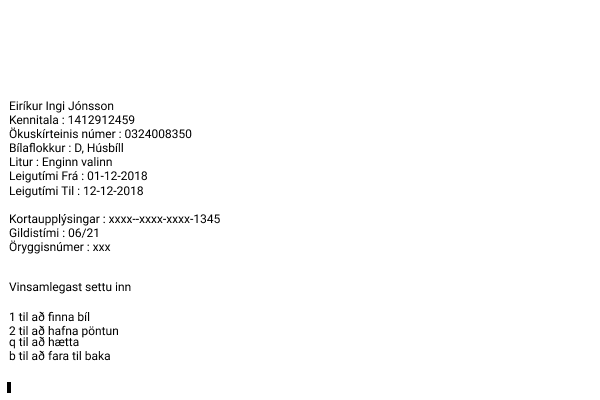 Eiríkur Ingi Jónsson
Kennitala : 1412912459
Ökuskírteinis númer : 0324008350
Bílaflokkur : D, Húsbíll
Litur : Enginn valinn
Leigutími Frá : 01-12-2018
Leigutími Til : 12-12-2018
Kortaupplýsingar : xxxx--xxxx-xxxx-1345
Gildistími : 06/21
Öryggisnúmer : xxx
Vinsamlegast settu inn
1 til að finna bíl
2 til að hafna pöntun
q til að hætta
b til að fara til baka